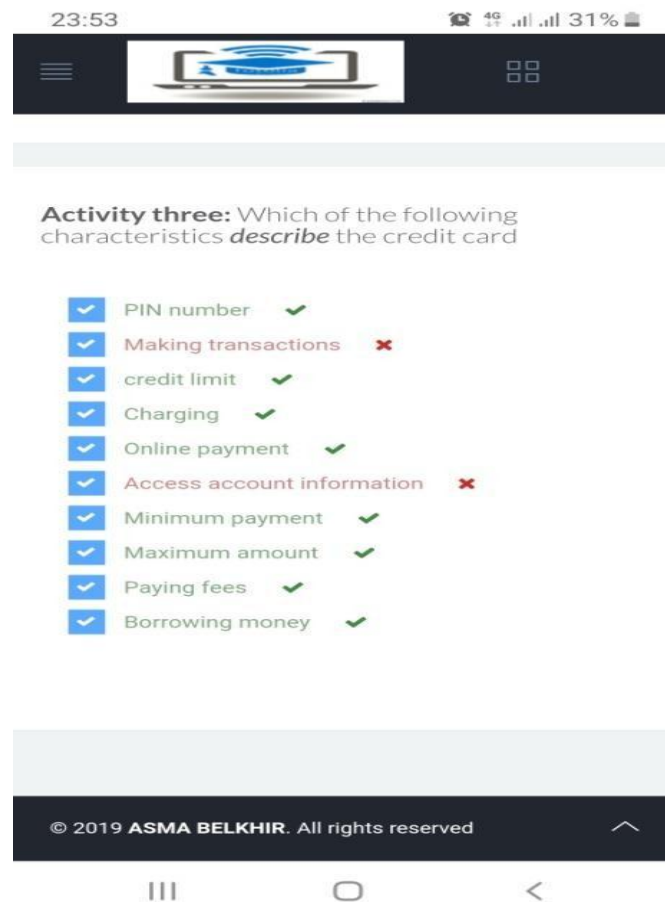 23:53
4G 31%
Activity three: Which of the following
characteristics describe the credit card
PIN number
Making transactions
credit limit
Charging
Online payment
Access account information
Minimum payment
Maximum amount
Paying fees
Borrowing money
© 2019 ASMA BELKHIR. All rights reserved